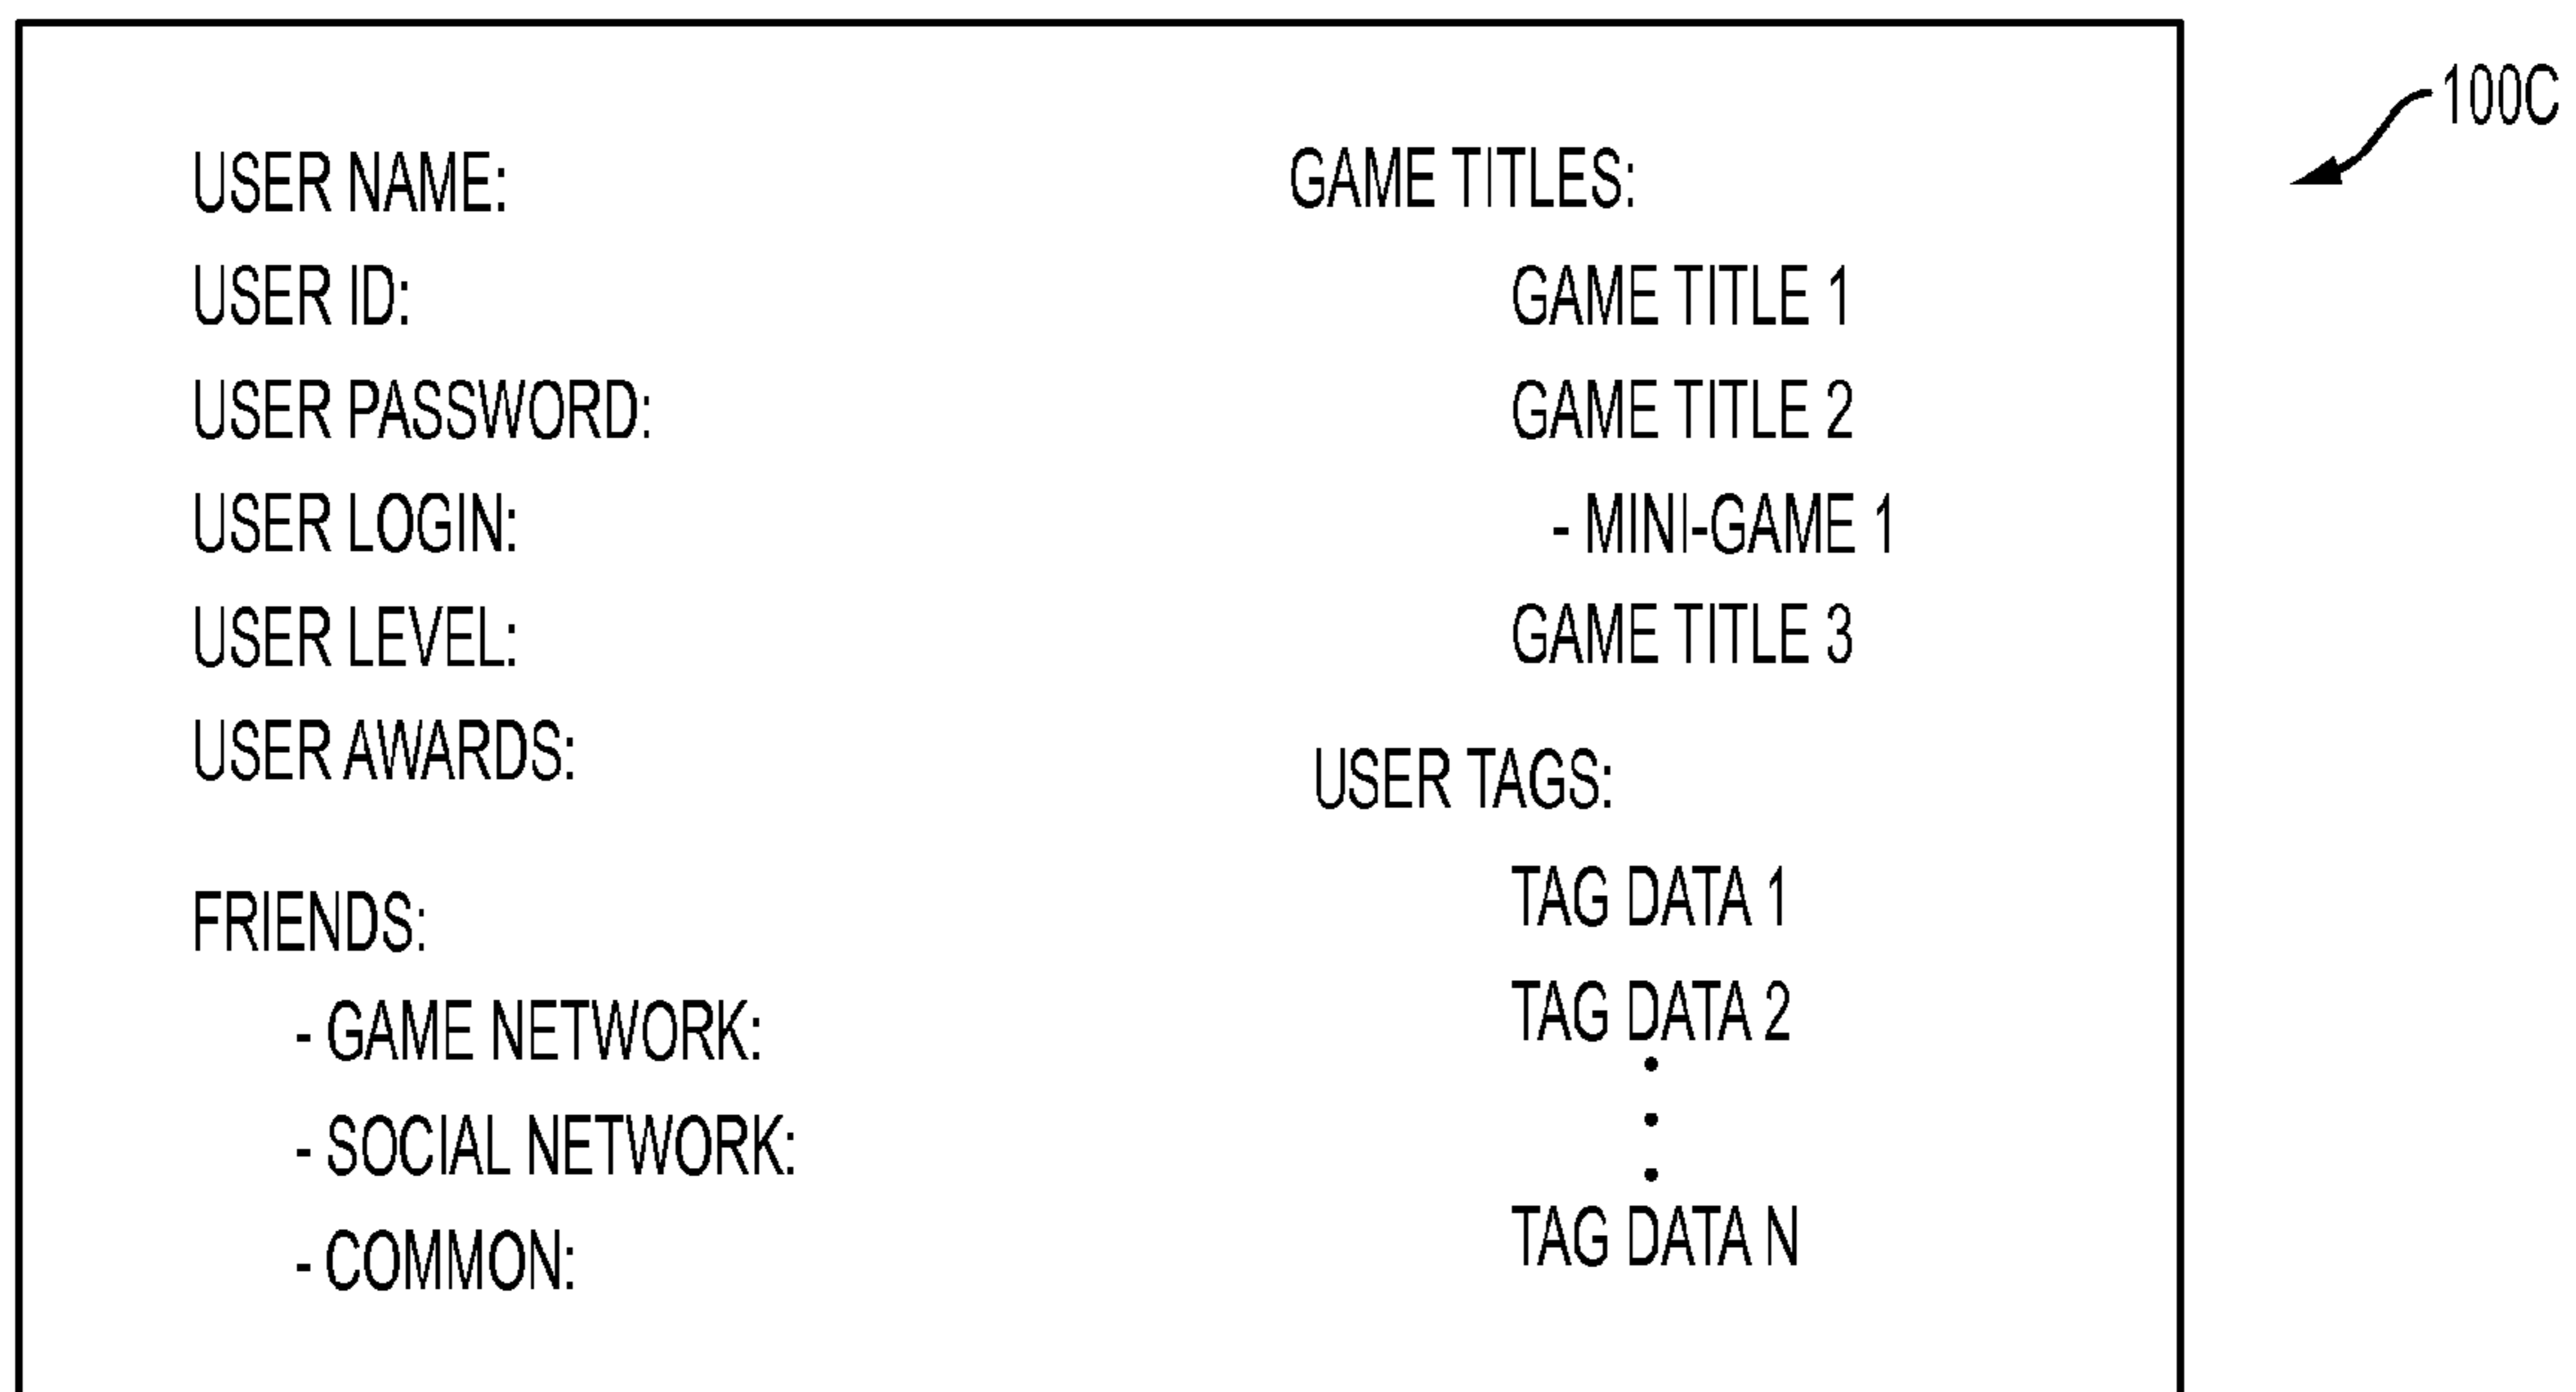 100C
USER NAME:
USER ID:
USER PASSWORD:
USER LOGIN:
USER LEVEL:
USER AWARDS:
FRIENDS:
- GAME NETWORK:
- SOCIAL NETWORK:
- COMMON:
GAME TITLES:
GAME TITLE 1
GAME TITLE 2
- MINI-GAME 1
GAME TITLE 3
USER TAGS:
TAG DATA 1
TAG DATA 2
TAG DATA N